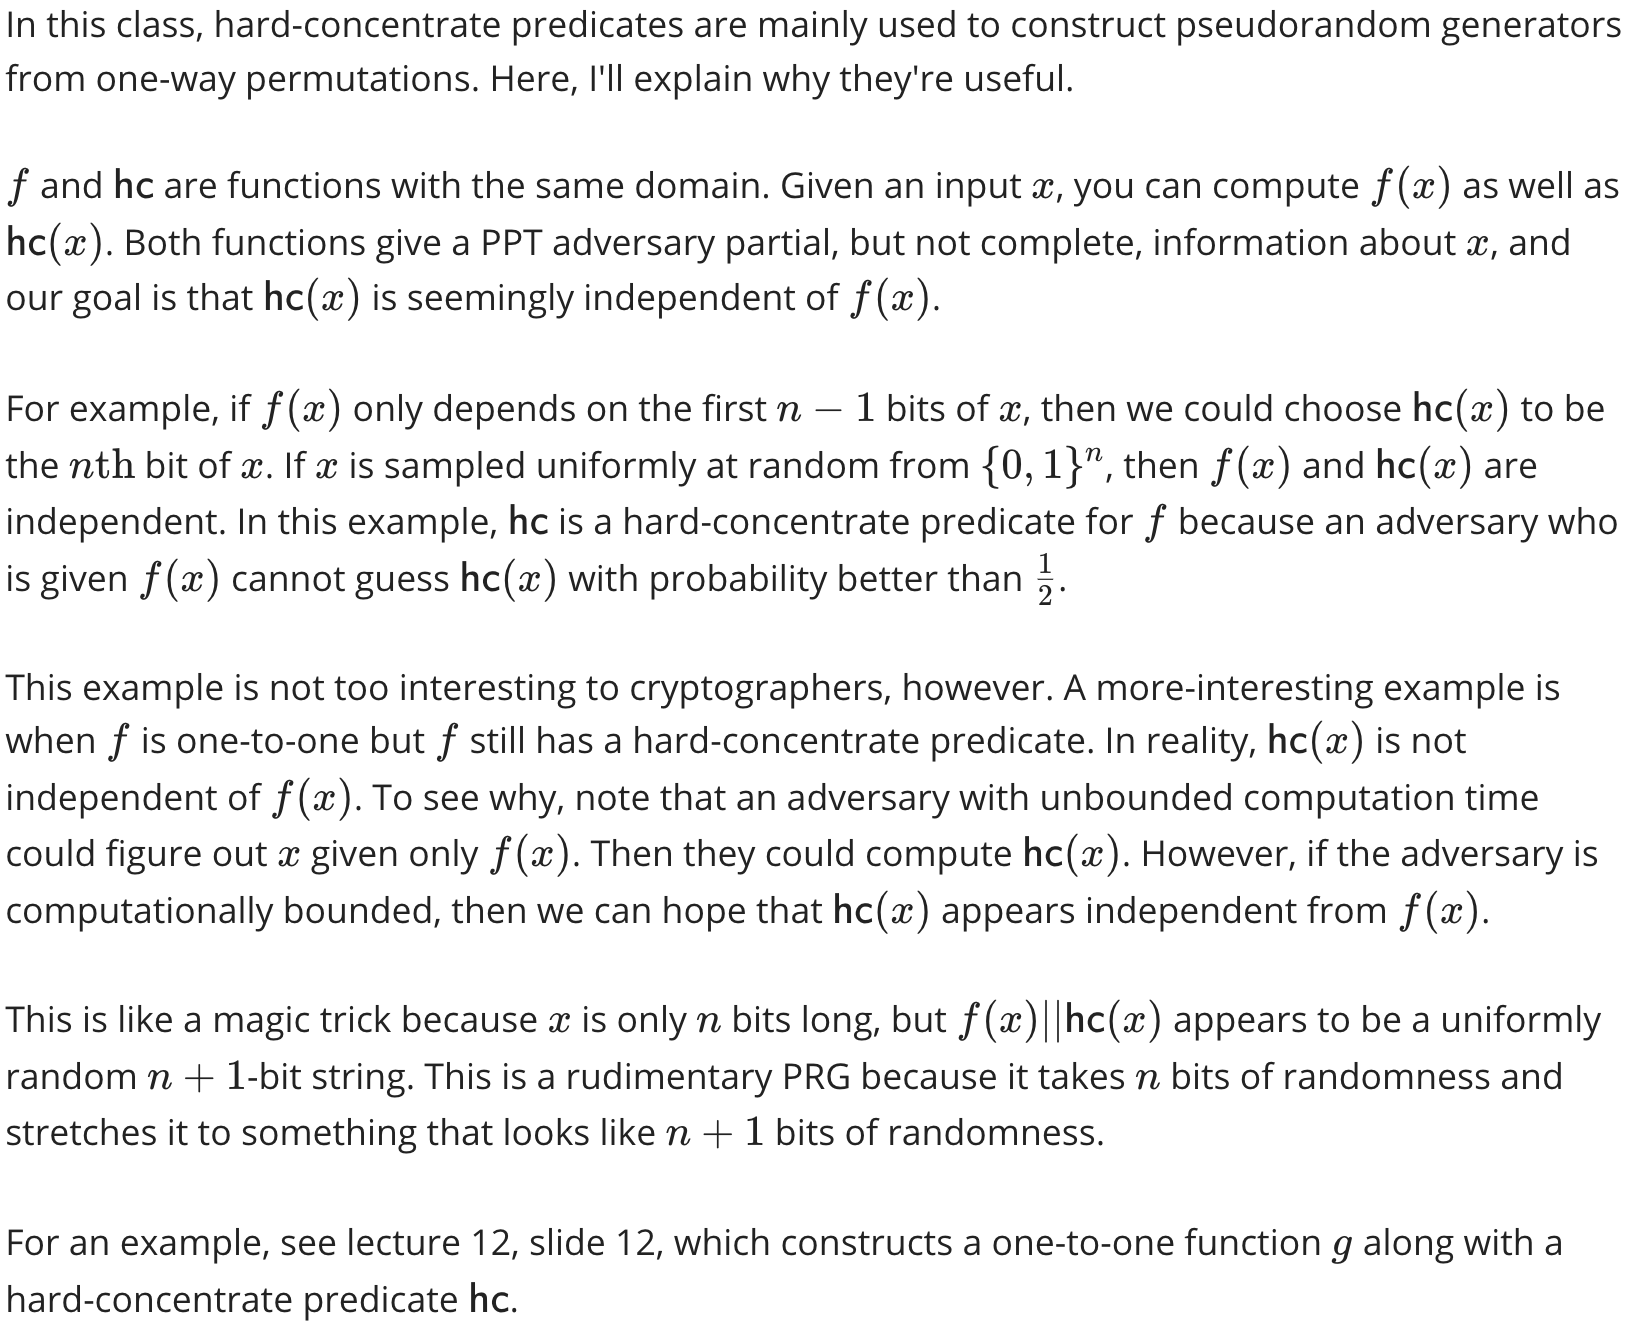 In this class, hard-concentrate predicates are mainly used to construct pseudorandom generators
from one-way permutations. Here, I'll explain why they're useful.
f and hc are functions with the same domain. Given an input x, you can compute f(x) as well as
hc(x). Both functions give a PPT adversary partial, but not complete, information about x, and
our goal is that hc(x) is seemingly independent of f(x).
For example, if f(x) only depends on the first n − 1 bits of x, then we could choose hc(x) to be
the nth bit of x. If x is sampled uniformly at random from {0, 1}ⁿ, then f(x) and hc(x) are
independent. In this example, hc is a hard-concentrate predicate for f because an adversary who
is given f(x) cannot guess hc(x) with probability better than 1/2.
This example is not too interesting to cryptographers, however. A more-interesting example is
when f is one-to-one but f still has a hard-concentrate predicate. In reality, hc(x) is not
independent of f(x). To see why, note that an adversary with unbounded computation time
could figure out x given only f(x). Then they could compute hc(x). However, if the adversary is
computationally bounded, then we can hope that hc(x) appears independent from f(x).
This is like a magic trick because x is only n bits long, but f(x)||hc(x) appears to be a uniformly
random n + 1-bit string. This is a rudimentary PRG because it takes n bits of randomness and
stretches it to something that looks like n + 1 bits of randomness.
For an example, see lecture 12, slide 12, which constructs a one-to-one function g along with a
hard-concentrate predicate hc.